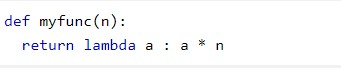 def myfunc(n):
  return lambda a : a * n